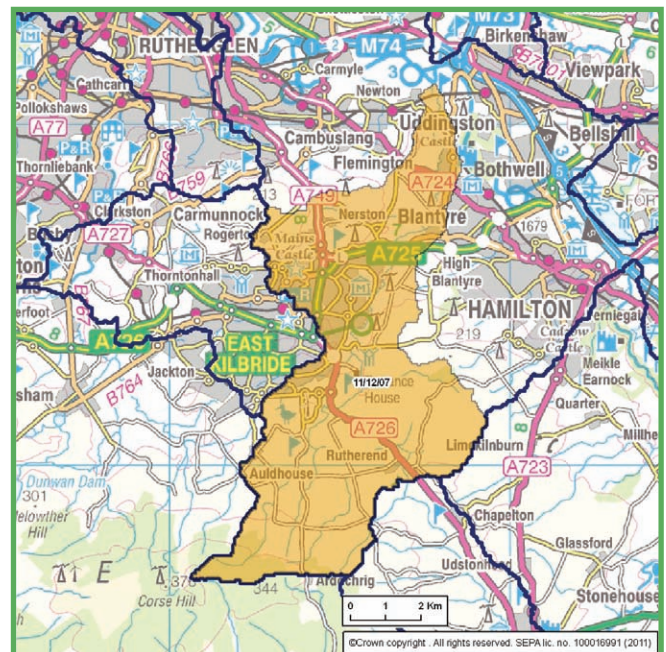 M73
RUTHERGLEN
M74
Birkenshaw
Carmyle
3
Viewpark
Cathcart
Newton
Pollokshaws
A77
Uddingston
Castle
Bellshill
P&R
Cambuslang
Thornliebank
Flemington
Bothwell
B759
A749
A724
Clarkston
Carmunnock
Nerston
Blantyre
A727
Mains
Castle
1679
A725
Thorntonhall
High
Blantyre
HAMILTON
EAST
KILBRIDE
219
Cadzow
Castle
Meikle
Earnock
Jackton
B764
11/12/07
House
Quarter
A726
Limekilnburn
Rutherend
A723
Auldhouse
Dunwan Dam
301
Hill
Chapelton
Glassford
E
Udstonhead
376
344
Ardochrig
Corse Hill
Stonehouse
0 1 2 Km
©Crown copyright . All rights reserved. SEPA lic. no. 100016991 (2011)